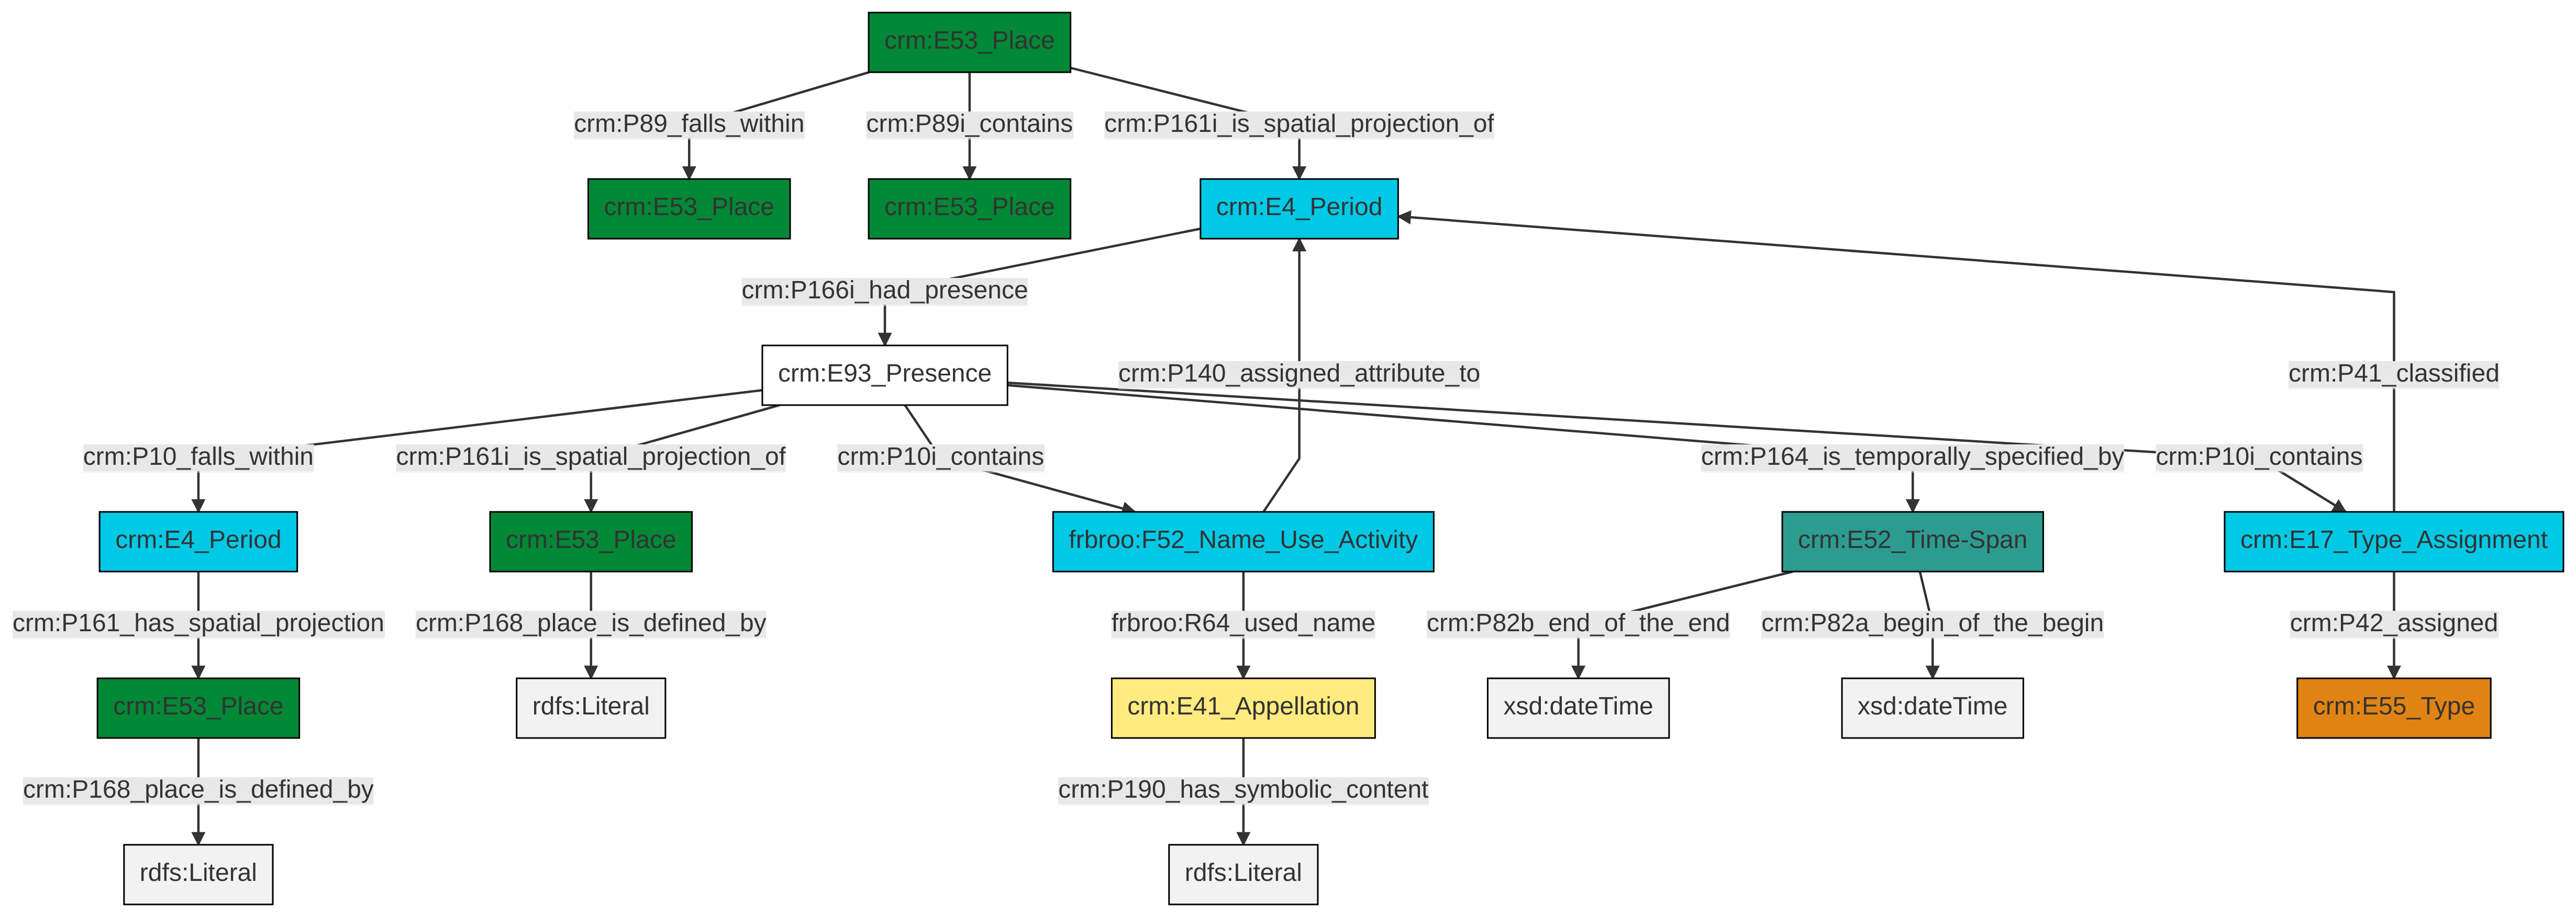 crm:E53_Place
crm:P89_falls_within
crm:P89i_contains
crm:P161i_is_spatial_projection_of
crm:E53_Place
crm:E53_Place
crm:E4_Period
crm:P166i_had_presence
crm:E93_Presence
crm:P140_assigned_attribute_to
crm:P41_classified
crm:P10_falls_within
crm:P161i_is_spatial_projection_of
crm:P10i_contains
crm:P164_is_temporally_specified_by
crm:P10i_contains
crm:E4_Period
crm:E53_Place
frbroo:F52_Name_Use_Activity
crm:E52_Time-Span
crm:E17_Type_Assignment
crm:P161_has_spatial_projection
crm:P168_place_is_defined_by
frbroo:R64_used_name
crm:P82b_end_of_the_end
crm:P82a_begin_of_the_begin
crm:P42_assigned
crm:E53_Place
rdfs:Literal
crm:E41_Appellation
xsd:dateTime
xsd:dateTime
crm:E55_Type
crm:P168_place_is_defined_by
crm:P190_has_symbolic_content
rdfs:Literal
rdfs:Literal